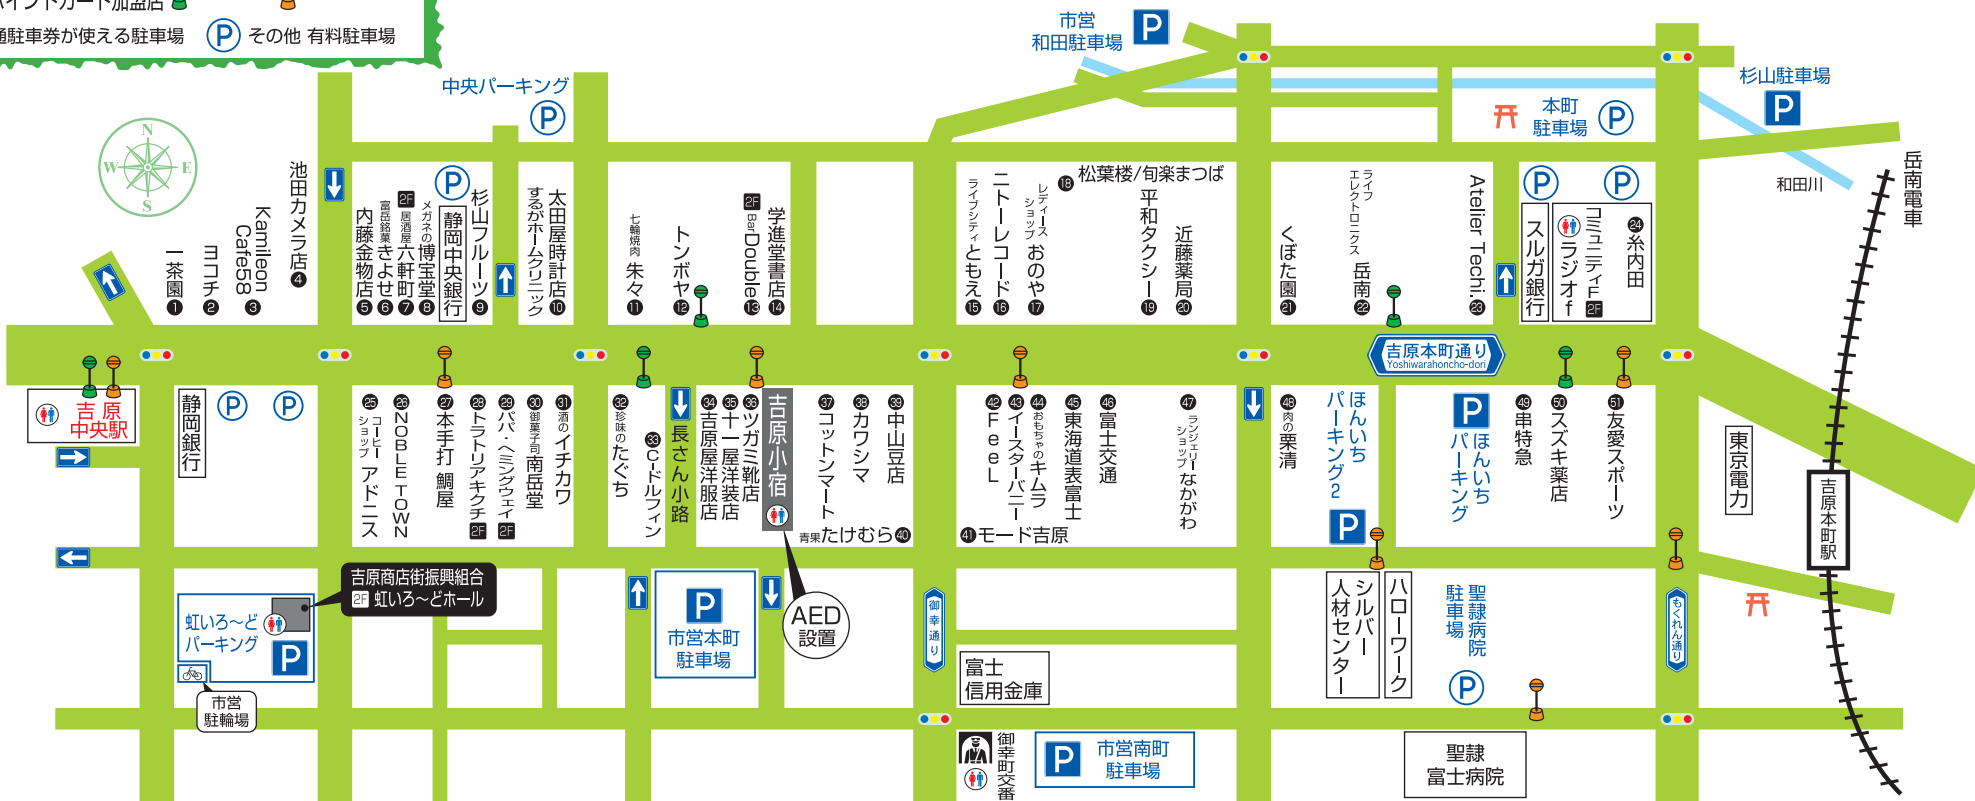 ポイントカード加盟店
通駐車券が使える駐車場
P その他 有料駐車場
中央パーキング
P
市営
和田駐車場
P
杉山駐車場
P
本町
駐車場
P
和田川
岳南電車
N
W E
S
一茶園 1
ヨコチ 2
Kamileon
Cafe58 3
池田カメラ店 4
内藤金物店 5
富岳銘菓 きよせ 6
2F 居酒屋 六軒町 7
メガネの 博宝堂 8
P
静岡中央銀行
杉山フルーツ 9
するがホームクリニック
太田屋時計店 10
七輪焼肉 朱々 11
トンボヤ 12
2F Bar Double 13
学進堂書店 14
ライブシティ ともえ 15
ニトーレコード 16
レディース
ショップ おのや 17
18 松葉楼/旬楽まつば
平和タクシー 19
近藤薬局 20
くぼた園 21
ライフ
エレクトロニクス 岳南 22
Atelier Techi. 23
P
スルガ銀行
P
コミュニティF
ラジオf 2F
24 糸内田
吉原本町通り
Yoshiwarahoncho-dori
吉原
中央駅
静岡銀行
P
P
25 コーヒー
ショップ アドニス
26 NOBLE TOWN
27 本手打 鯛屋
28 トラトリアキクチ 2F
29 パパ・ヘミングウェイ 2F
30 御菓子司 南岳堂
31 酒の イチカワ
32 珍味の たぐち
33 C-ドルフィン
長さん小路
34 吉原屋洋服店
35 十一屋洋装店
36 ツガミ靴店
吉原小宿
37 コットンマート
38 カワシマ
39 中山豆店
青果 たけむら 40
41 モード吉原
42 FeeL
43 イースターバニー
44 おもちゃの キムラ
45 東海道表富士
46 富士交通
47 ランジェリー
ショップ なかがわ
48 肉の 栗清
ほんいち
パーキング2
P
P
ほんいち
パーキング
49 串特急
50 スズキ薬店
51 友愛スポーツ
東京電力
吉原本町駅
吉原商店街振興組合
2F 虹いろ～どホール
虹いろ～ど
パーキング
P
市営
駐輪場
P
市営本町
駐車場
AED
設置
御幸通り
富士
信用金庫
シルバー
人材センター
ハローワーク
聖隷病院
駐車場
P
もくれん通り
御幸町交番
P
市営南町
駐車場
聖隷
富士病院